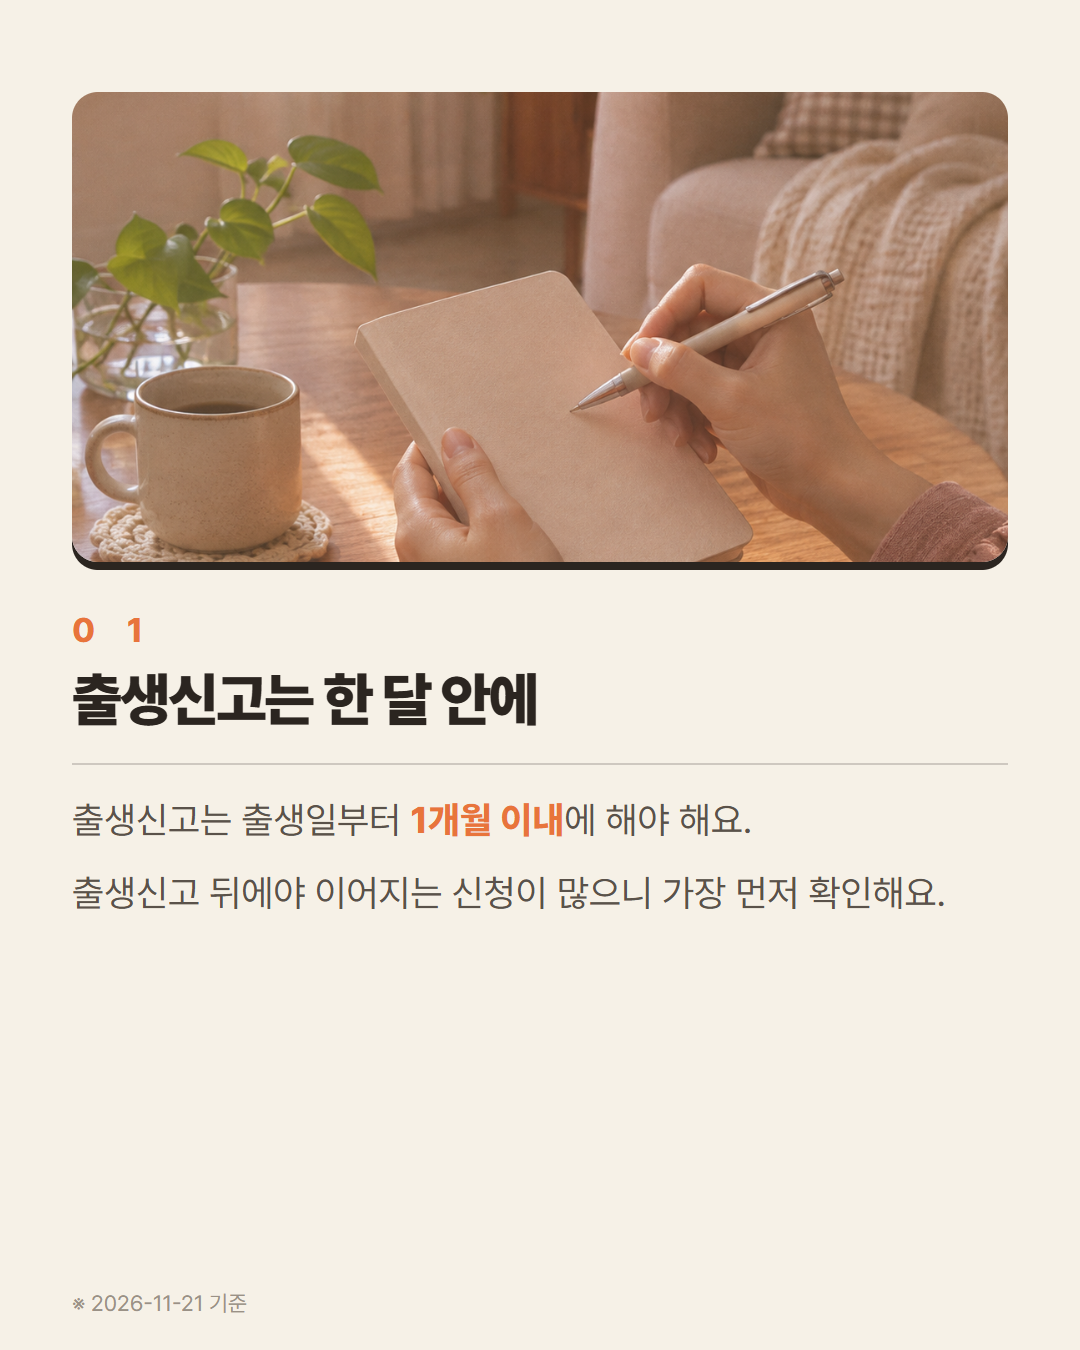 0 1
출생신고는 한 달 안에
출생신고는 출생일부터 1개월 이내에 해야 해요.
출생신고 뒤에야 이어지는 신청이 많으니 가장 먼저 확인해요.
※ 2026-11-21 기준